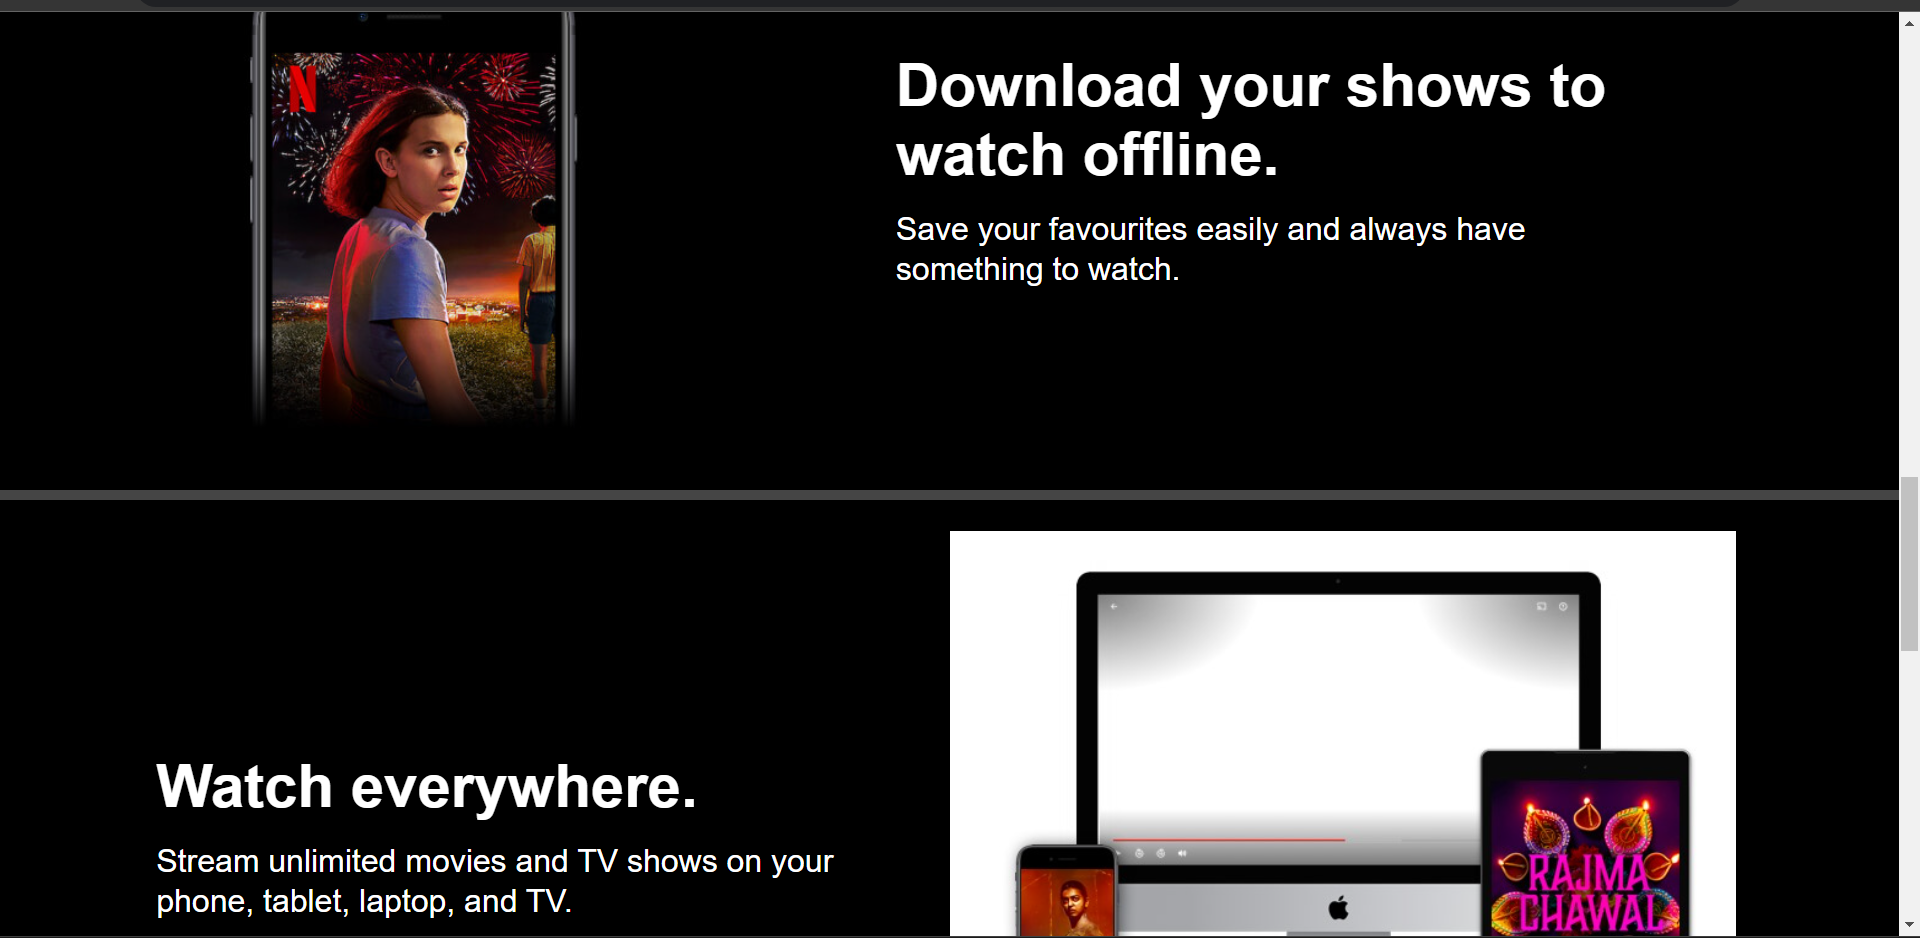 N
Download your shows to
watch offline.
Save your favourites easily and always have
something to watch.
Watch everywhere.
Stream unlimited movies and TV shows on your
phone, tablet, laptop, and TV.
RAJMA
CHAWAL